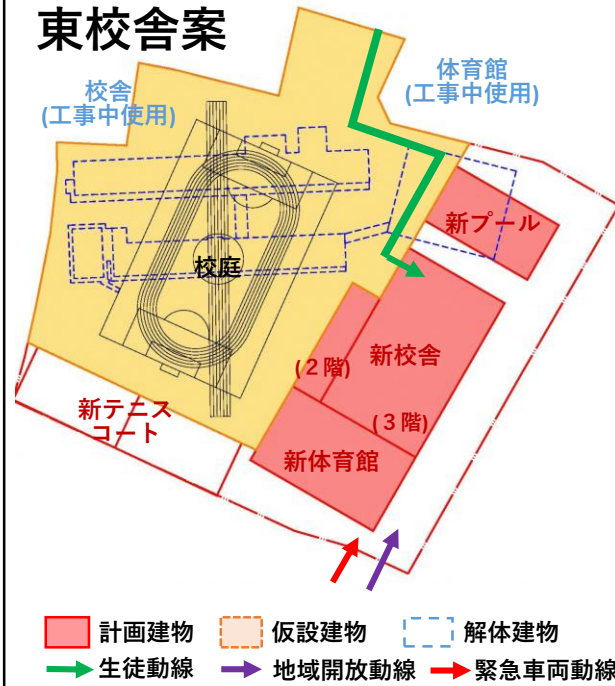 東校舎案
校舎
(工事中使用)
体育館
(工事中使用)
新プール
校庭
(２階)
新校舎
(３階)
新テニス
コート
新体育館
計画建物
仮設建物
解体建物
生徒動線
地域開放動線
緊急車両動線